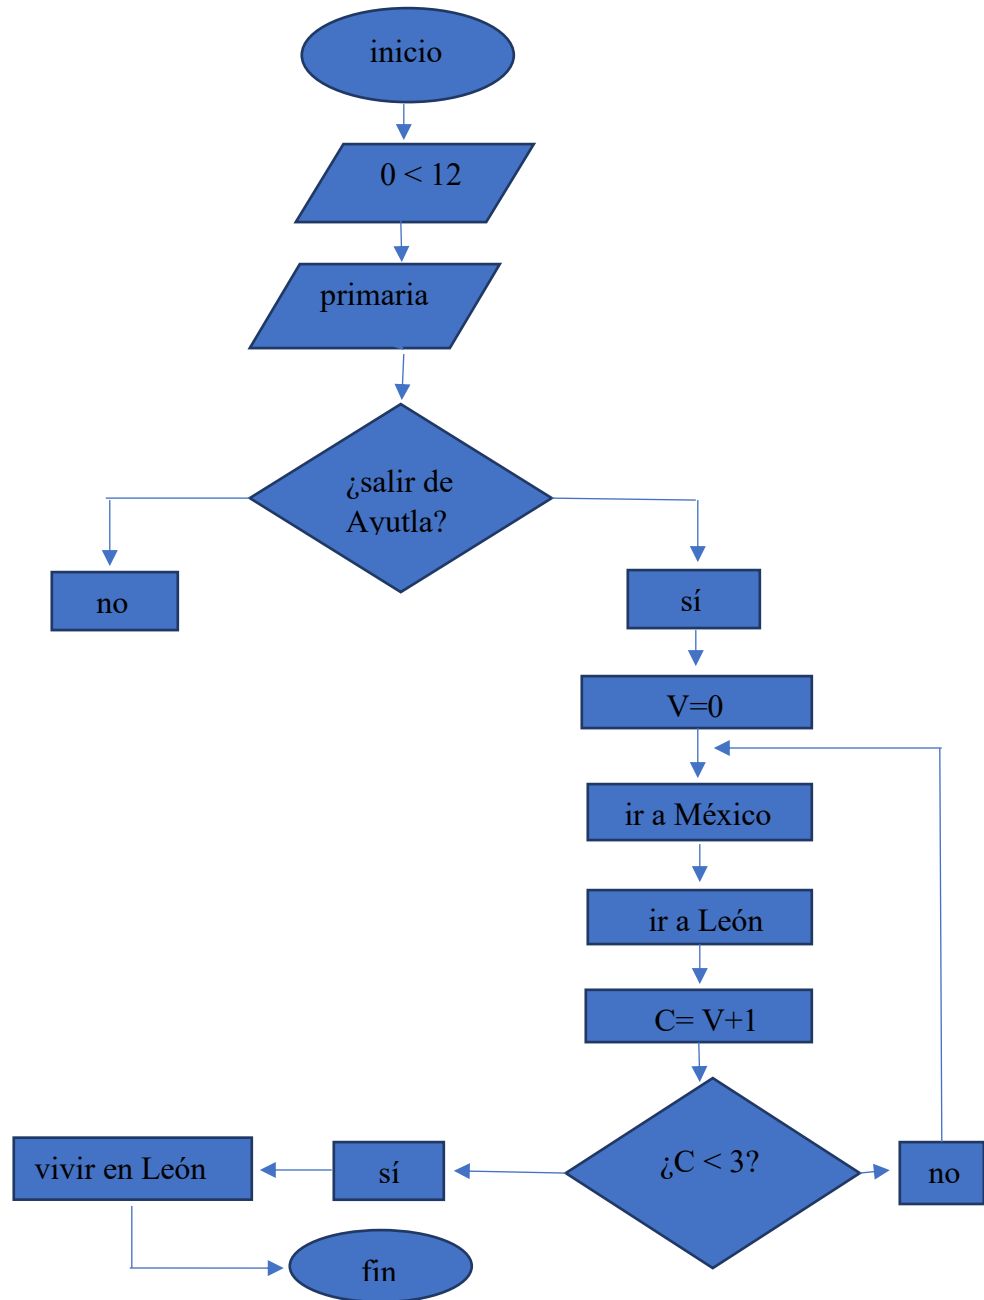 inicio
0 < 12
primaria
¿salir de
Ayutla?
no
sí
V=0
ir a México
ir a León
C= V+1
¿C < 3?
no
sí
vivir en León
fin